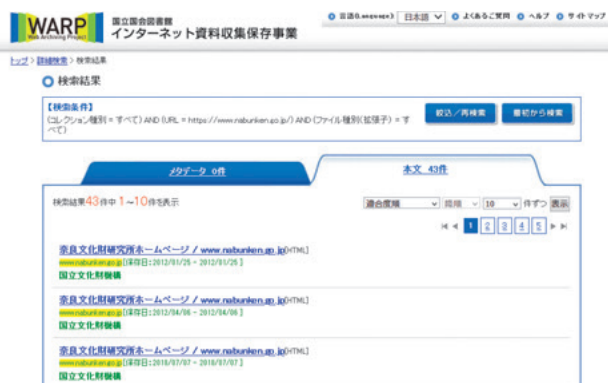 WARP
Web Archiving Project
国立国会図書館
インターネット資料収集保存事業
言語(Language) 日本語 よくあるご質問 ヘルプ サイトマップ
トップ > 詳細検索 > 検索結果
検索結果
【検索条件】
(コレクション種別 = すべて) AND (URL = https://www.nabunken.go.jp/) AND (ファイル種別(拡張子) = す
べて)
絞込/再検索 最初から検索
メタデータ 0件 本文 43件
検索結果43件中 1~10件を表示
適合度順 降順 10 件ずつ 表示
1 2 3 4 5
奈良文化財研究所ホームページ / www.nabunken.go.jp[HTML]
www.nabunken.go.jp [保存日:2012/01/25 - 2012/01/25 ]
国立文化財機構
奈良文化財研究所ホームページ / www.nabunken.go.jp[HTML]
www.nabunken.go.jp [保存日:2012/04/06 - 2012/04/06 ]
国立文化財機構
奈良文化財研究所ホームページ / www.nabunken.go.jp[HTML]
www.nabunken.go.jp [保存日:2010/07/07 - 2010/07/07 ]
国立文化財機構